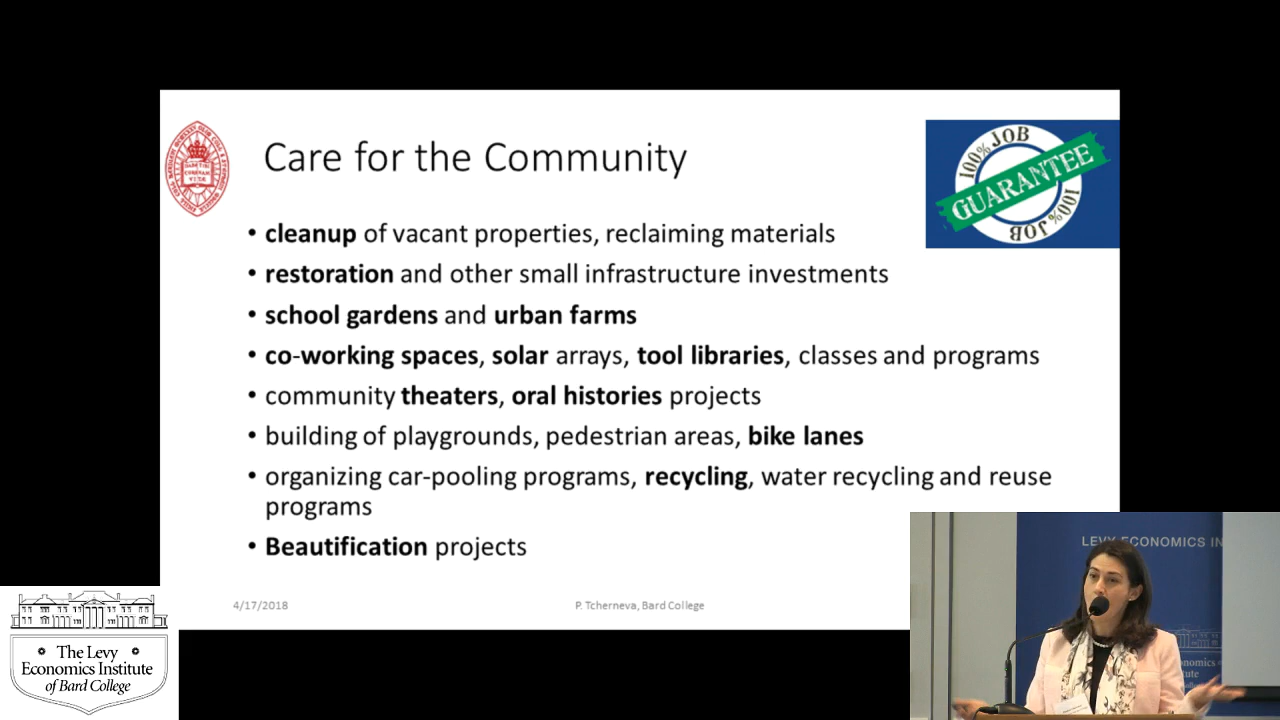 Care for the Community
100% JOB
GUARANTEE
100% JOB
• cleanup of vacant properties, reclaiming materials
• restoration and other small infrastructure investments
• school gardens and urban farms
• co-working spaces, solar arrays, tool libraries, classes and programs
• community theaters, oral histories projects
• building of playgrounds, pedestrian areas, bike lanes
• organizing car-pooling programs, recycling, water recycling and reuse
programs
• Beautification projects
4/17/2018
P. Tcherneva, Bard College
The Levy
Economics Institute
of Bard College
LEVY ECONOMICS IN